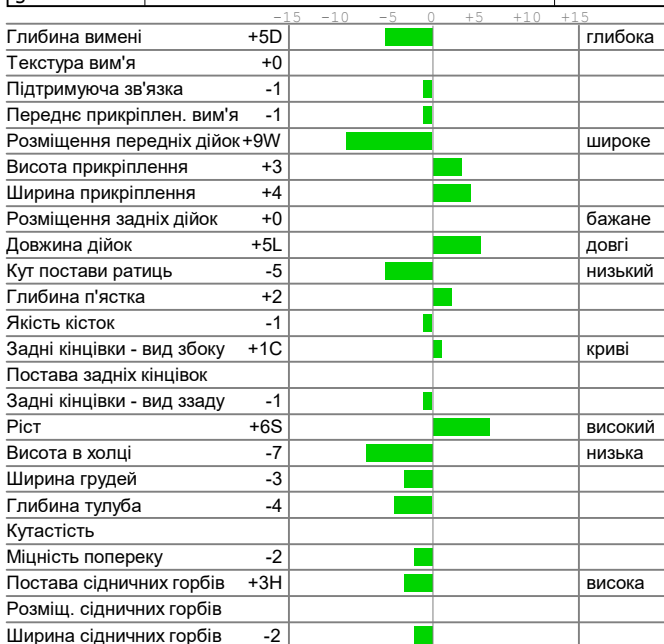 -15 -10 -5 0 +5 +10 +15
Глибина вимені +5D глибока
Текстура вим'я +0
Підтримуюча зв'язка -1
Переднє прикріплен. вим'я -1
Розміщення передніх дійок +9W широке
Висота прикріплення +3
Ширина прикріплення +4
Розміщення задніх дійок +0 бажане
Довжина дійок +5L довгі
Кут постави ратиць -5 низький
Глибина п'ястка +2
Якість кісток -1
Задні кінцівки - вид збоку +1C криві
Постава задніх кінцівок
Задні кінцівки - вид ззаду -1
Ріст +6S високий
Висота в холці -7 низька
Ширина грудей -3
Глибина тулуба -4
Кутастість
Міцність попереку -2
Постава сідничних горбів +3H висока
Розміщ. сідничних горбів
Ширина сідничних горбів -2